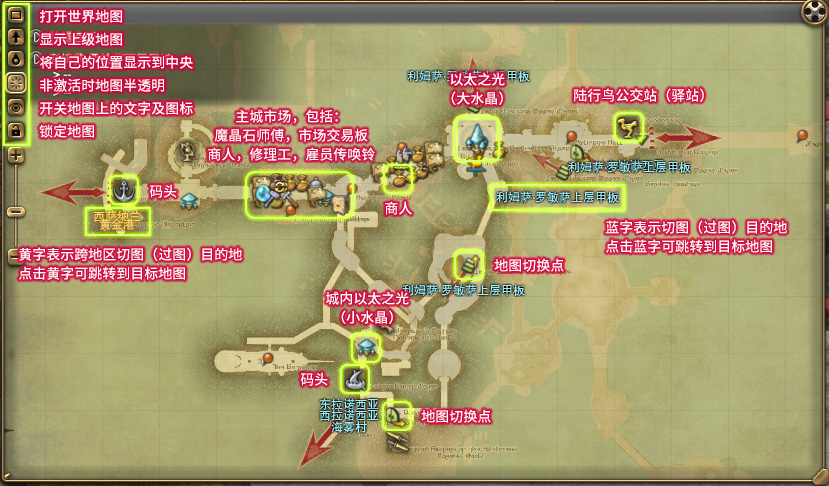 打开世界地图
显示上级地图
将自己的位置显示到中央
非激活时地图半透明
开关地图上的文字及图标
锁定地图
利姆萨·罗敏萨上层甲板
以太之光
（大水晶）
陆行鸟公交站（驿站）
主城市场，包括：
魔晶石师傅，市场交易板
商人，修理工，雇员传唤铃
利姆萨·罗敏萨上层甲板
码头
商人
利姆萨·罗敏萨上层甲板
西萨纳兰
黄字表示跨地区切图（过图）目的地
点击黄字可跳转到目标地图
蓝字表示切图（过图）目的地
点击蓝字可跳转到目标地图
地图切换点
利姆萨·罗敏萨上层甲板
城内以太之光
（小水晶）
码头
东拉诺西亚
西拉诺西亚
海雾村
地图切换点